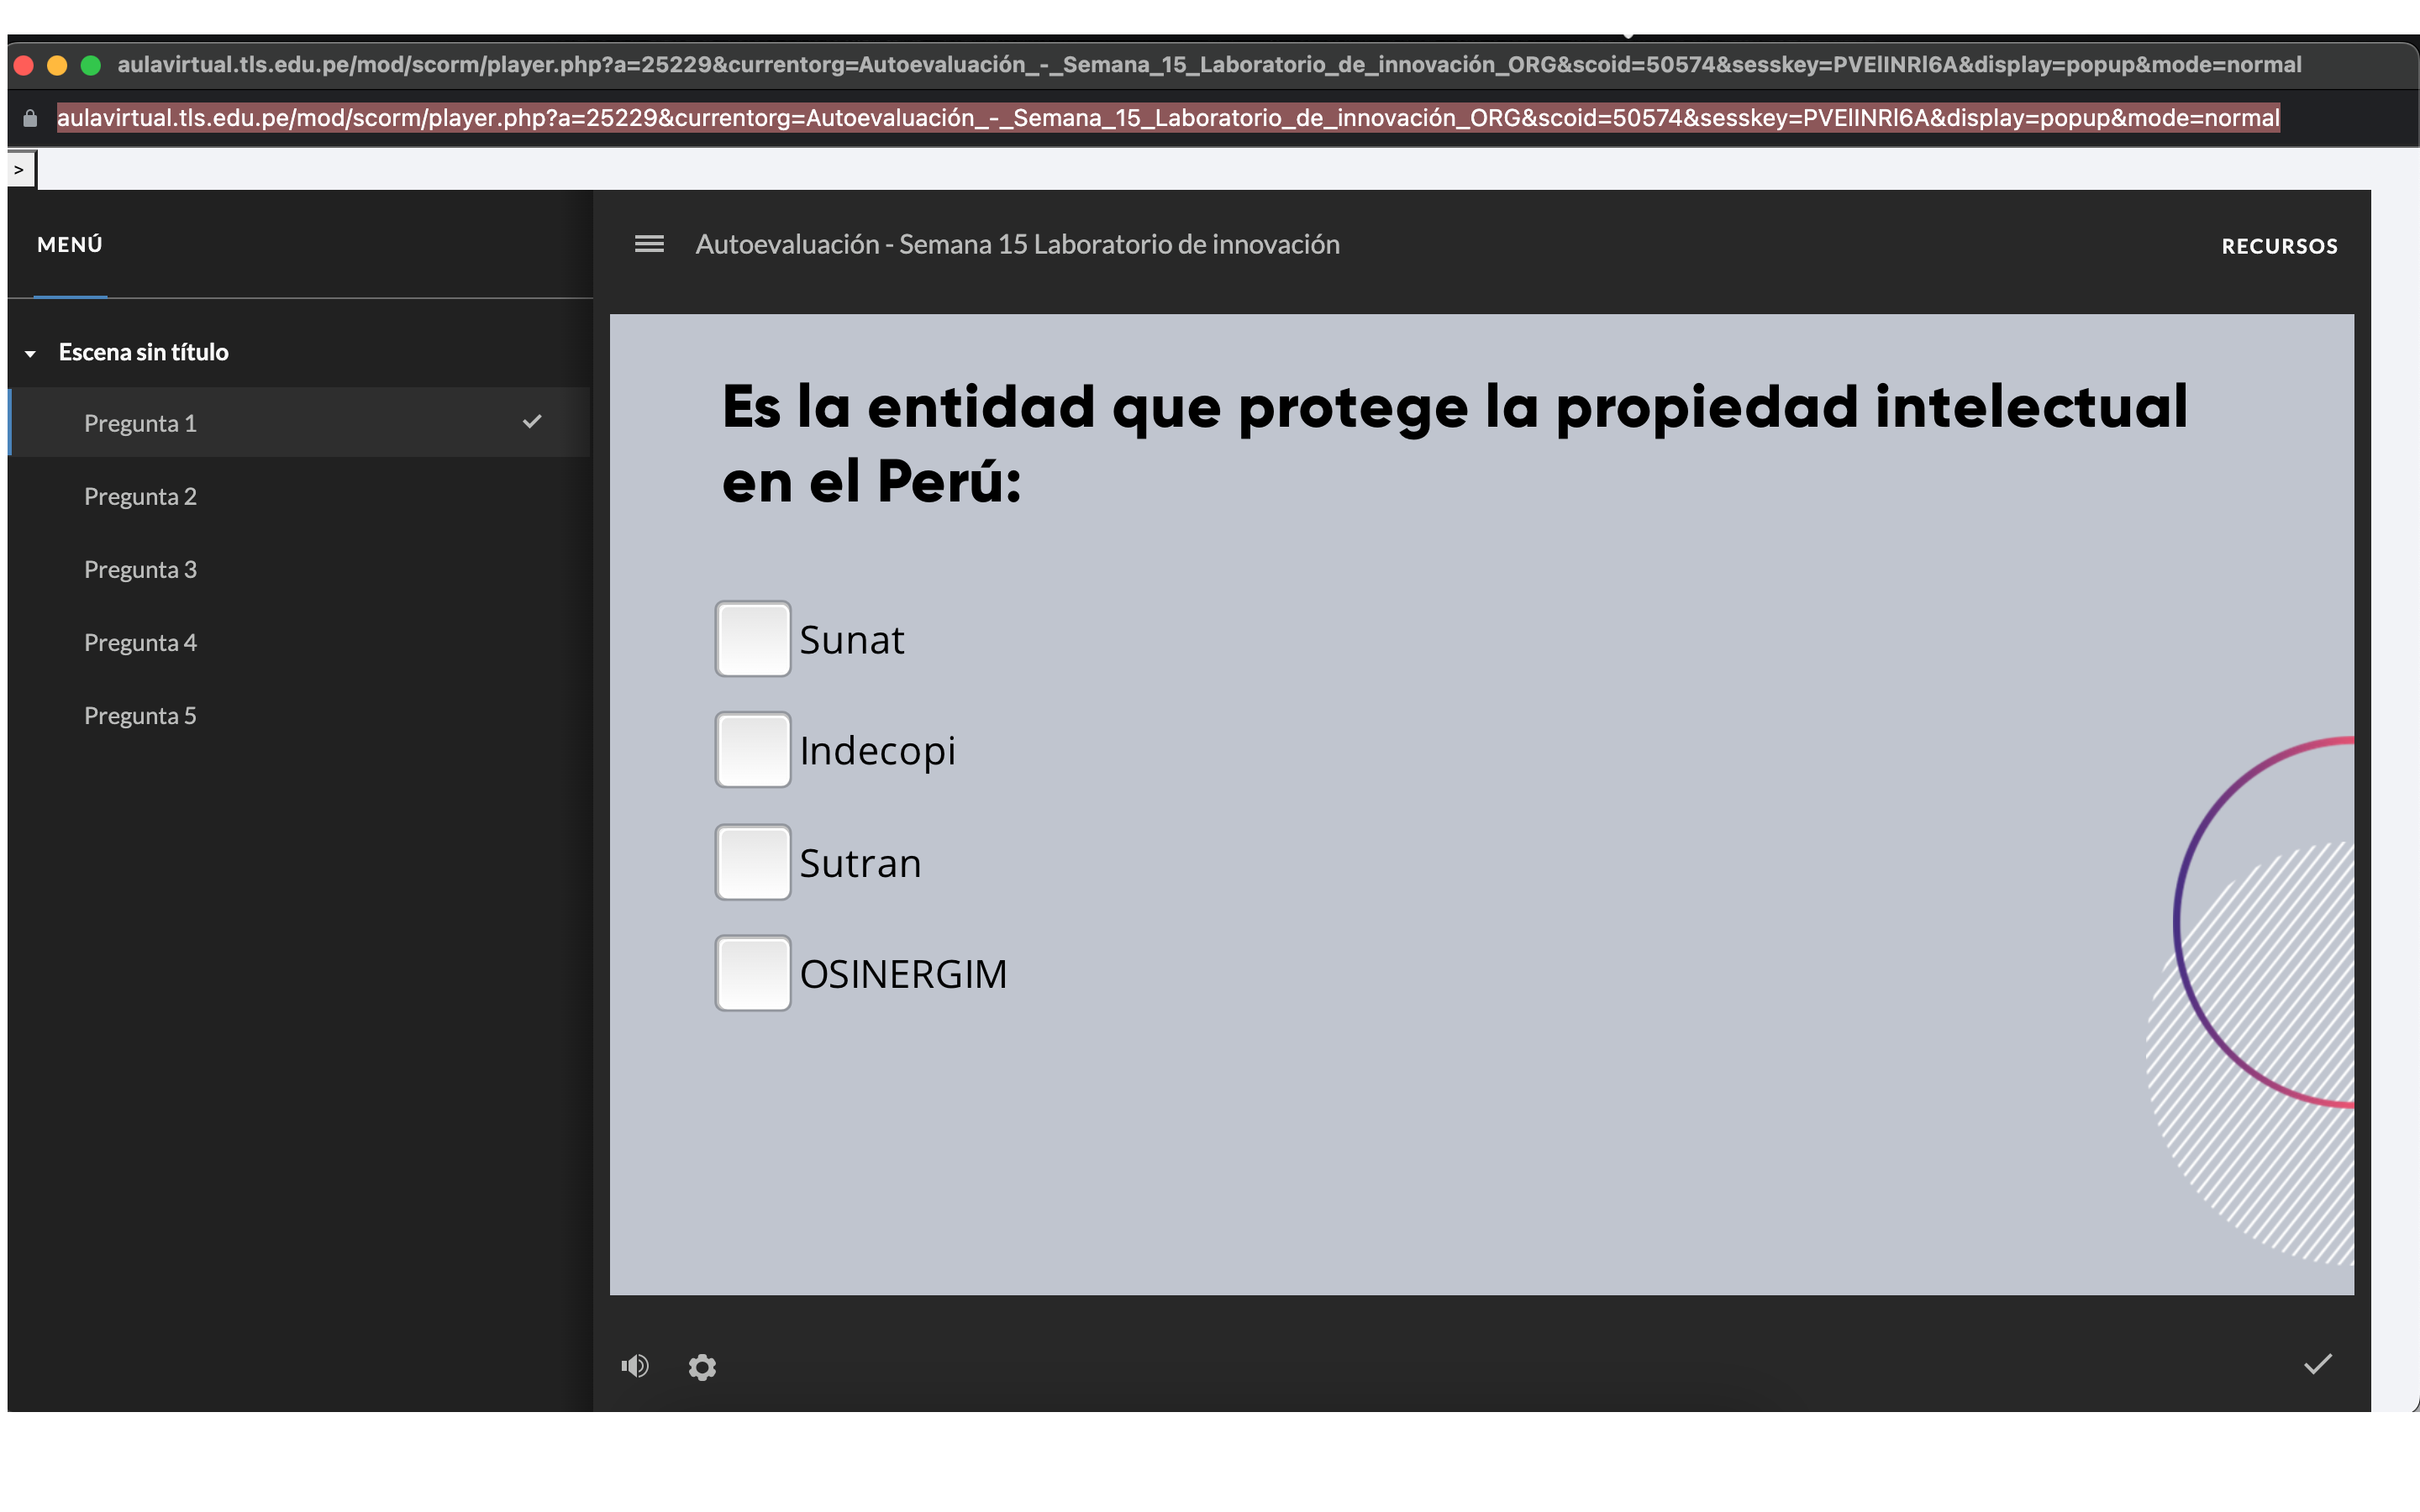 aulavirtual.tls.edu.pe/mod/scorm/player.php?a=25229&currentorg=Autoevaluación_-_Semana_15_Laboratorio_de_innovación_ORG&scoid=50574&sesskey=PVElINRl6A&display=popup&mode=normal
aulavirtual.tls.edu.pe/mod/scorm/player.php?a=25229&currentorg=Autoevaluación_-_Semana_15_Laboratorio_de_innovación_ORG&scoid=50574&sesskey=PVElINRl6A&display=popup&mode=normal
>
MENÚ
Escena sin título
Pregunta 1
Pregunta 2
Pregunta 3
Pregunta 4
Pregunta 5
Autoevaluación - Semana 15 Laboratorio de innovación
RECURSOS
Es la entidad que protege la propiedad intelectual
en el Perú:
Sunat
Indecopi
Sutran
OSINERGIM